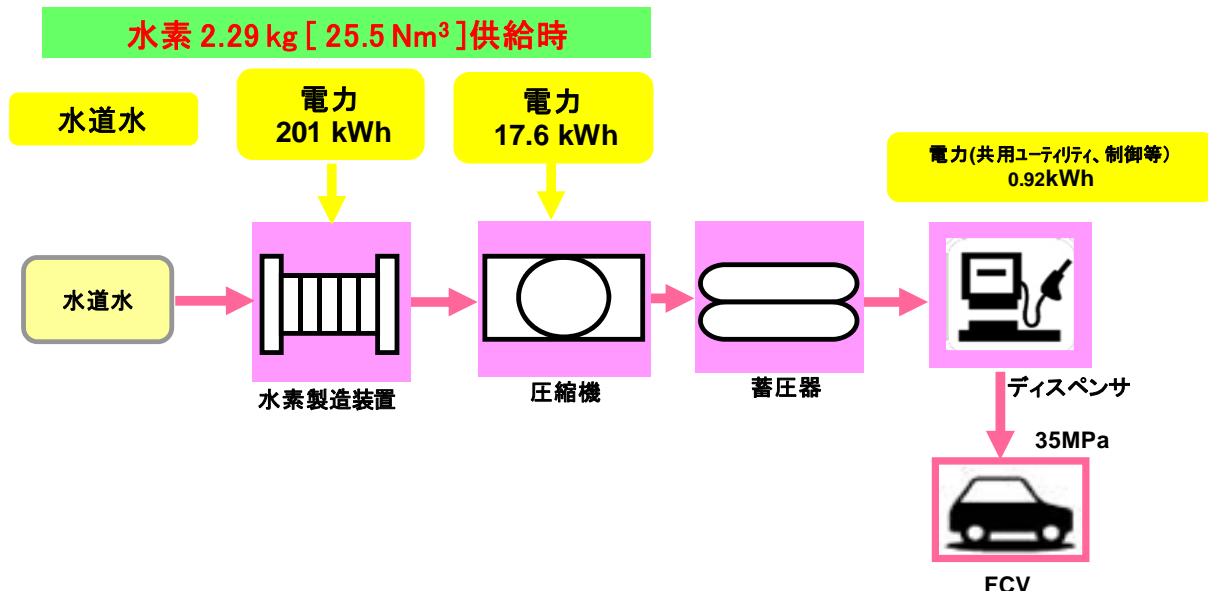 水素 2.29 kg [ 25.5 Nm³ ]供給時
水道水
電力
201 kWh
電力
17.6 kWh
電力(共用ユーティリティ、制御等)
0.92kWh
水道水
水素製造装置
圧縮機
蓄圧器
ディスペンサ
35MPa
FCV